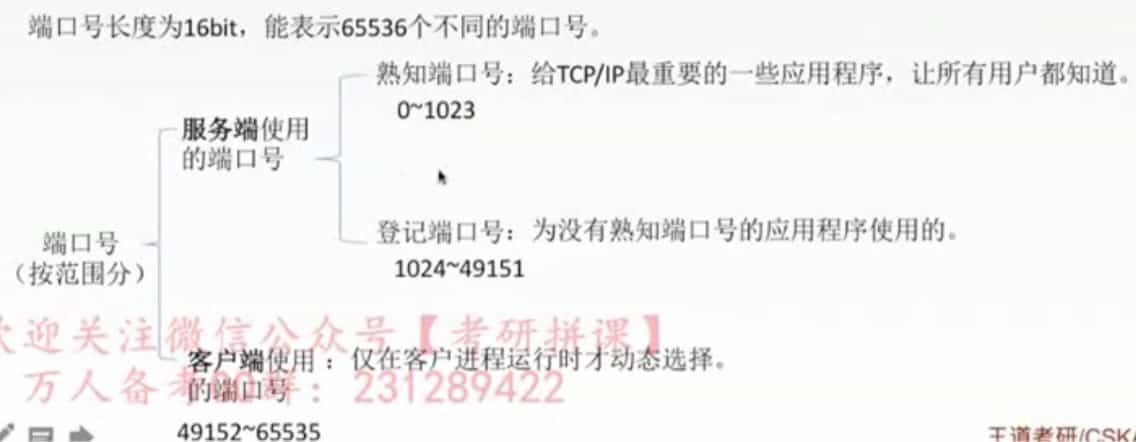 端口号长度为16bit，能表示65536个不同的端口号。
熟知端口号：给TCP/IP最重要的一些应用程序，让所有用户都知道。
0~1023
服务端使用
的端口号
登记端口号：为没有熟知端口号的应用程序使用的。
1024~49151
端口号
（按范围分）
欢迎关注微信公众号【考研拼课】
客户端使用：仅在客户进程运行时才动态选择。
的端口号
万人备考QQ群：231289422
49152~65535
王道考研/CSK